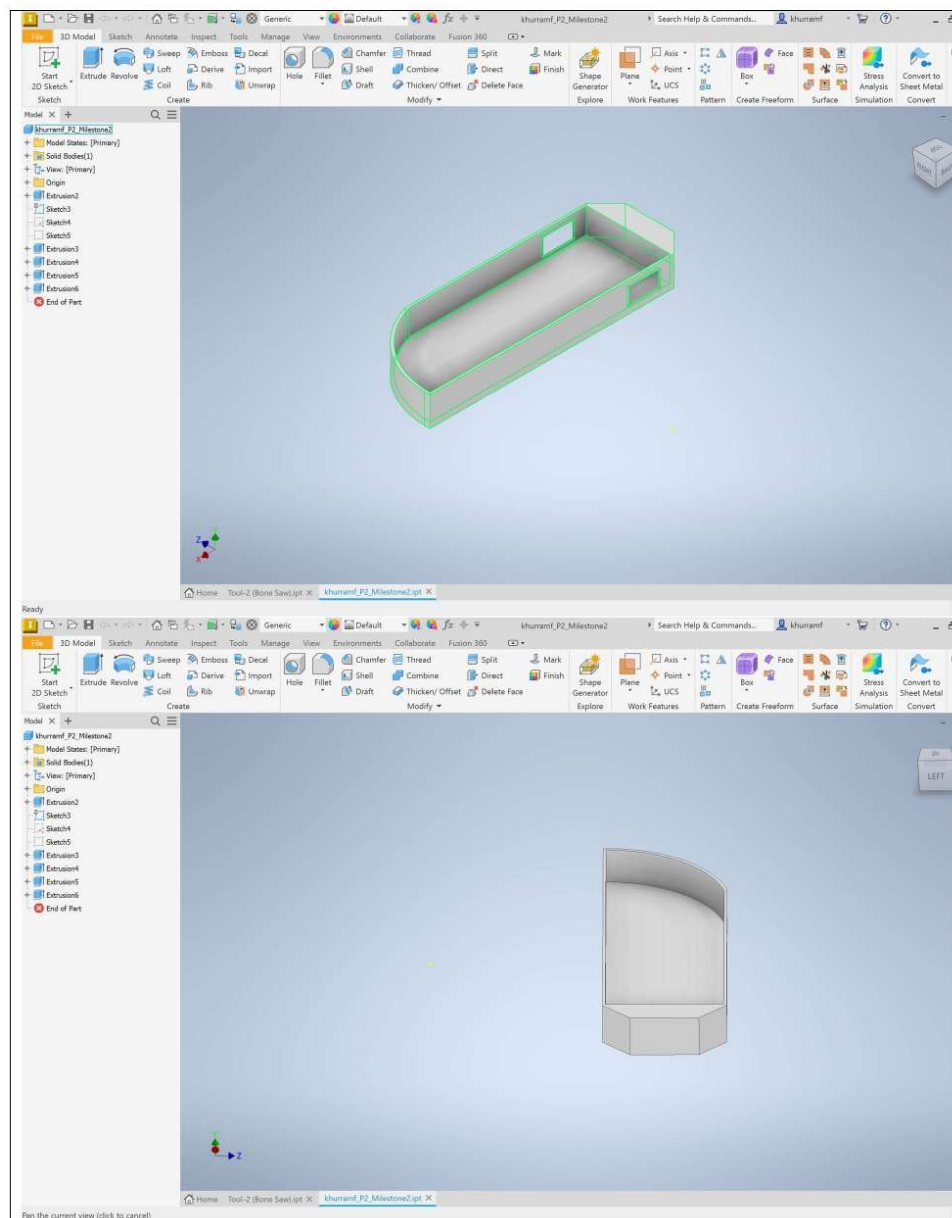 Generic Default fx khurramf_P2_Milestone2 Search Help & Commands... khurramf
File 3D Model Sketch Annotate Inspect Tools Manage View Environments Collaborate Fusion 360
Start 2D Sketch Extrude Revolve Sweep Emboss Decal Hole Fillet Chamfer Thread Split Mark Shape Generator Plane Axis Box Face Stress Analysis Convert to Sheet Metal
Loft Derive Import Shell Combine Direct Finish Point
Coil Rib Unwrap Draft Thicken/ Offset Delete Face UCS
Sketch Create Modify Explore Work Features Pattern Create Freeform Surface Simulation Convert
Model
khurramf_P2_Milestone2
Model States: [Primary]
Solid Bodies(1)
View: [Primary]
Origin
Extrusion2
Sketch3
Sketch4
Sketch5
Extrusion3
Extrusion4
Extrusion5
Extrusion6
End of Part
RIGHT
Z
X
Home Tool-2 (Bone Saw).ipt khurramf_P2_Milestone2.ipt
Ready
Generic Default fx khurramf_P2_Milestone2 Search Help & Commands... khurramf
File 3D Model Sketch Annotate Inspect Tools Manage View Environments Collaborate Fusion 360
Start 2D Sketch Extrude Revolve Sweep Emboss Decal Hole Fillet Chamfer Thread Split Mark Shape Generator Plane Axis Box Face Stress Analysis Convert to Sheet Metal
Loft Derive Import Shell Combine Direct Finish Point
Coil Rib Unwrap Draft Thicken/ Offset Delete Face UCS
Sketch Create Modify Explore Work Features Pattern Create Freeform Surface Simulation Convert
Model
khurramf_P2_Milestone2
Model States: [Primary]
Solid Bodies(1)
View: [Primary]
Origin
Extrusion2
Sketch3
Sketch4
Sketch5
Extrusion3
Extrusion4
Extrusion5
Extrusion6
End of Part
LEFT
Z
Home Tool-2 (Bone Saw).ipt khurramf_P2_Milestone2.ipt
Pan the current view (click to cancel)